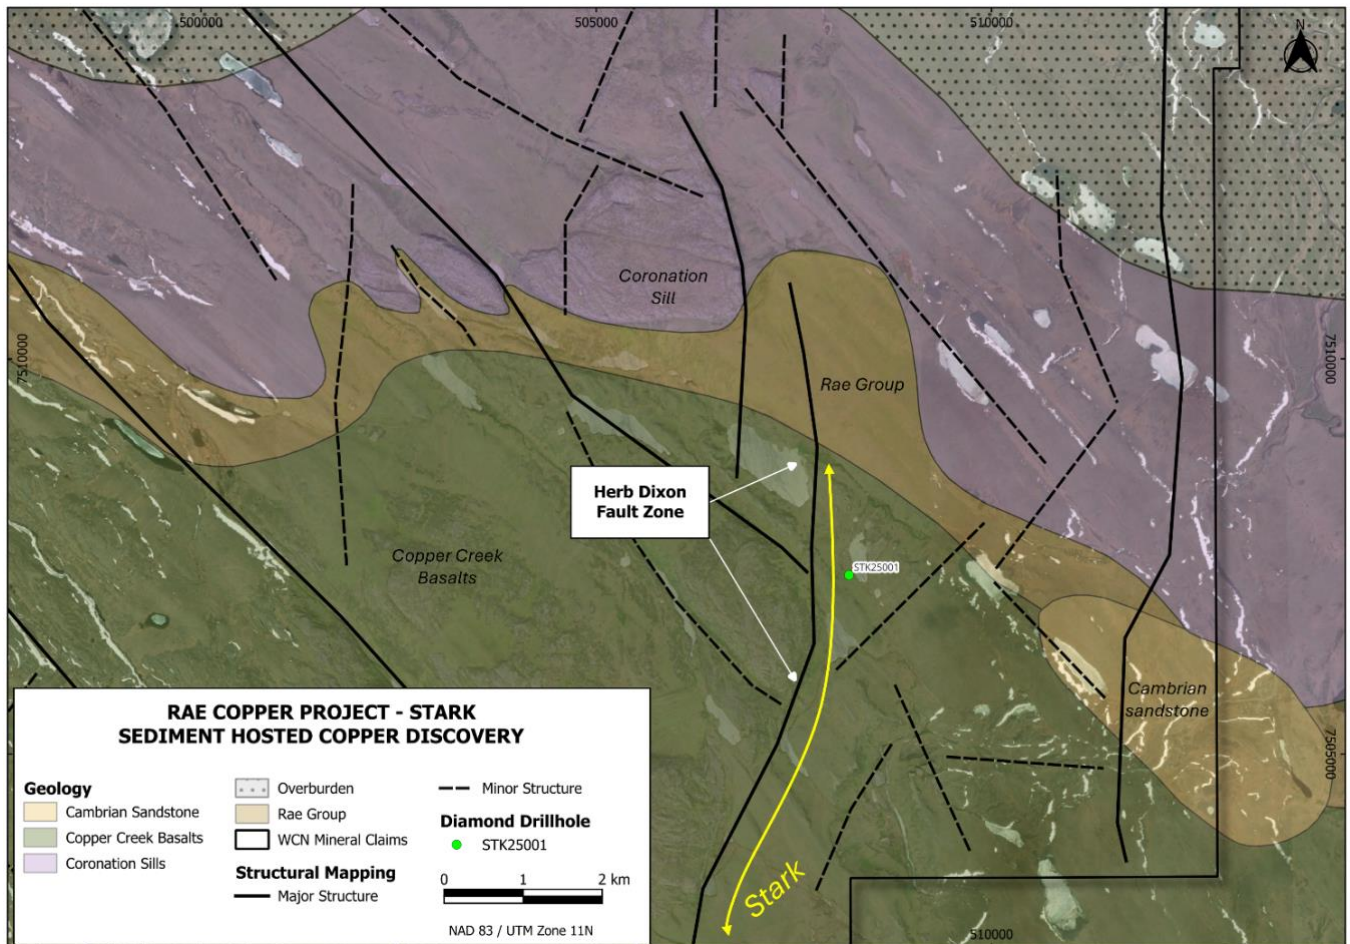 500000
505000
510000
N
Coronation
Sill
7510000
7510000
Rae Group
Herb Dixon
Fault Zone
Copper Creek
Basalts
STK25001
Cambrian
sandstone
7505000
RAE COPPER PROJECT - STARK
SEDIMENT HOSTED COPPER DISCOVERY
Geology
Cambrian Sandstone
Copper Creek Basalts
Coronation Sills
Overburden
Rae Group
WCN Mineral Claims
Structural Mapping
Major Structure
Minor Structure
Diamond Drillhole
STK25001
0 1 2 km
NAD 83 / UTM Zone 11N
Stark
510000